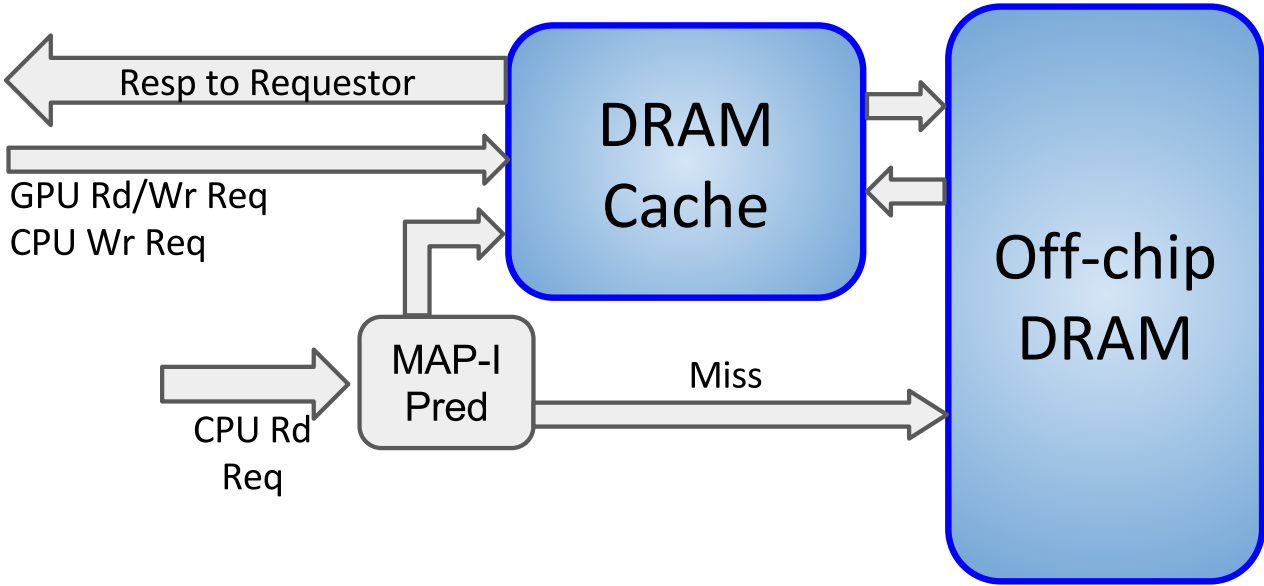 Resp to Requestor
DRAM
Cache
GPU Rd/Wr Req
CPU Wr Req
Off-chip
DRAM
MAP-I
Pred
Miss
CPU Rd
Req